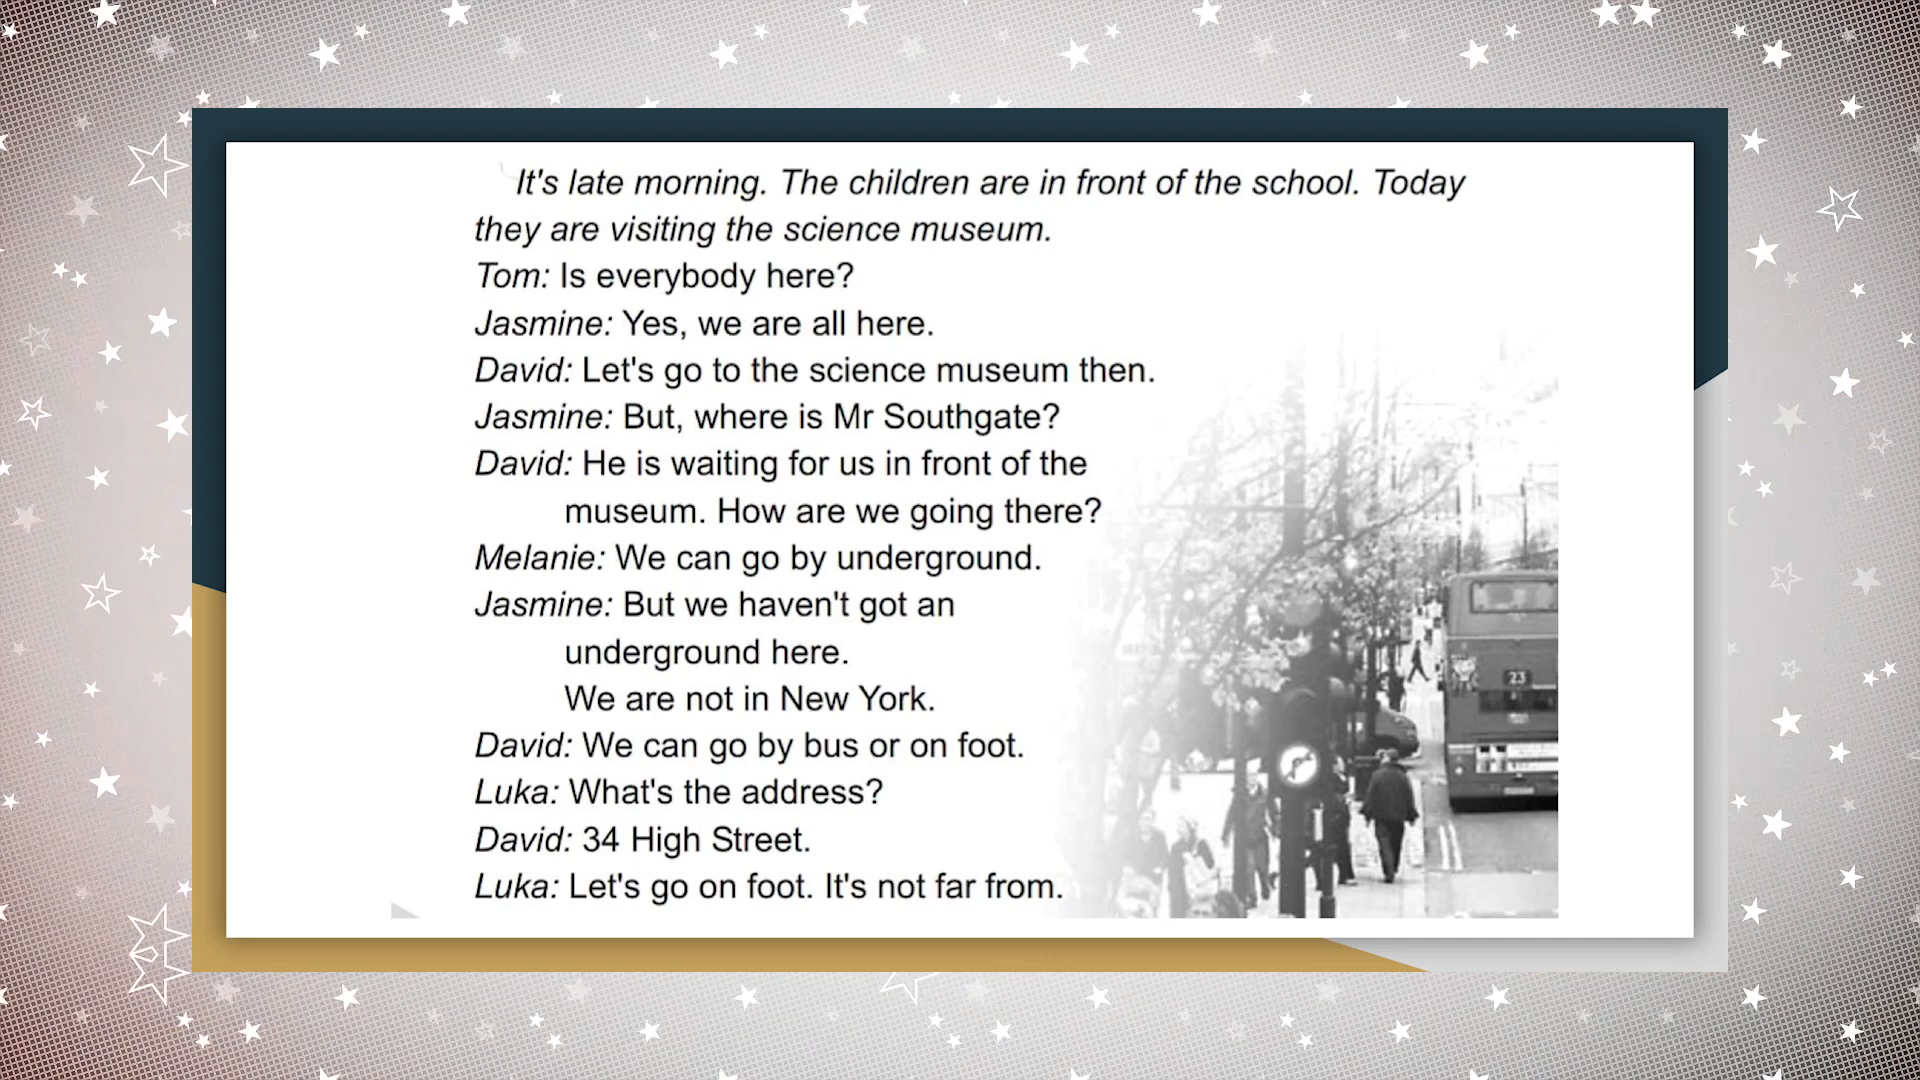 It's late morning. The children are in front of the school. Today
they are visiting the science museum.
Tom: Is everybody here?
Jasmine: Yes, we are all here.
David: Let's go to the science museum then.
Jasmine: But, where is Mr Southgate?
David: He is waiting for us in front of the
museum. How are we going there?
Melanie: We can go by underground.
Jasmine: But we haven't got an
underground here.
We are not in New York.
David: We can go by bus or on foot.
Luka: What's the address?
David: 34 High Street.
Luka: Let's go on foot. It's not far from.
23